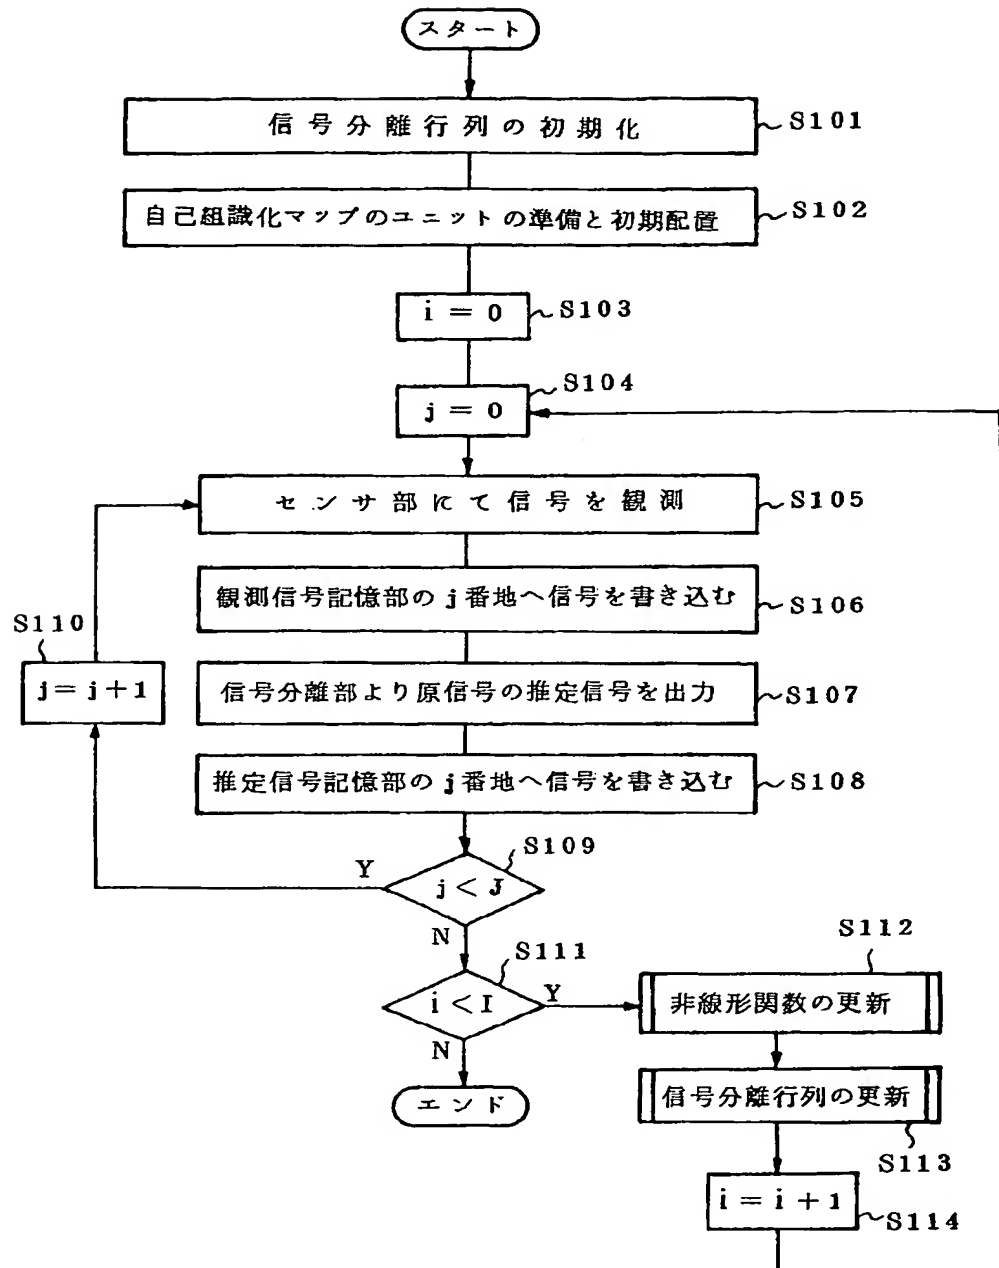 スタート
信号分離行列の初期化
S101
自己組識化マップのユニットの準備と初期配置
S102
i = 0
S103
S104
j = 0
センサ部にて信号を観測
S105
観測信号記憶部のj番地へ信号を書き込む
S106
S110
j = j + 1
信号分離部より原信号の推定信号を出力
S107
推定信号記憶部のj番地へ信号を書き込む
S108
S109
Y
j < J
N
S111
i < I
Y
N
エンド
S112
非線形関数の更新
信号分離行列の更新
S113
i = i + 1
S114